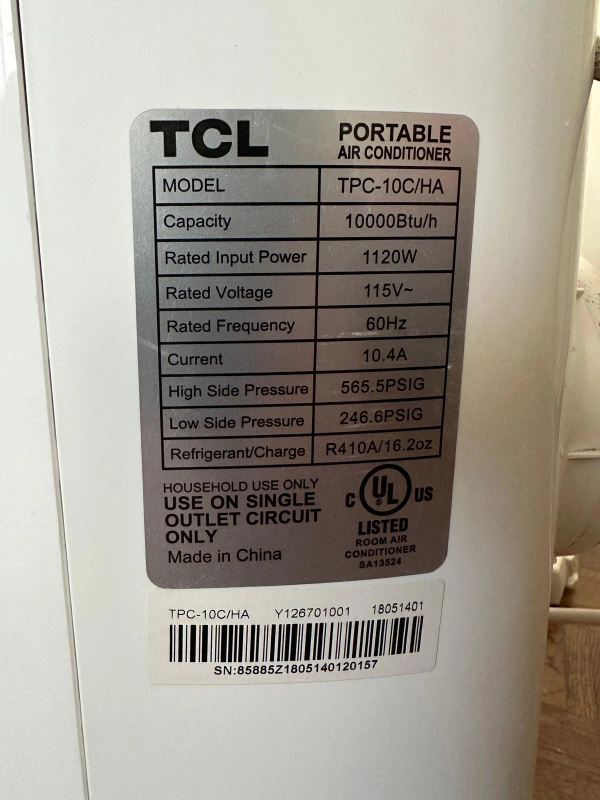 TCL
PORTABLE
AIR CONDITIONER
MODEL TPC-10C/HA
Capacity 10000Btu/h
Rated Input Power 1120W
Rated Voltage 115V~
Rated Frequency 60Hz
Current 10.4A
High Side Pressure 565.5PSIG
Low Side Pressure 246.6PSIG
Refrigerant/Charge R410A/16.2oz
HOUSEHOLD USE ONLY
USE ON SINGLE
OUTLET CIRCUIT
ONLY
Made in China
C UL US
LISTED
ROOM AIR
CONDITIONER
SA13524
TPC-10C/HA Y126701001 18051401
SN:85885Z1805140120157